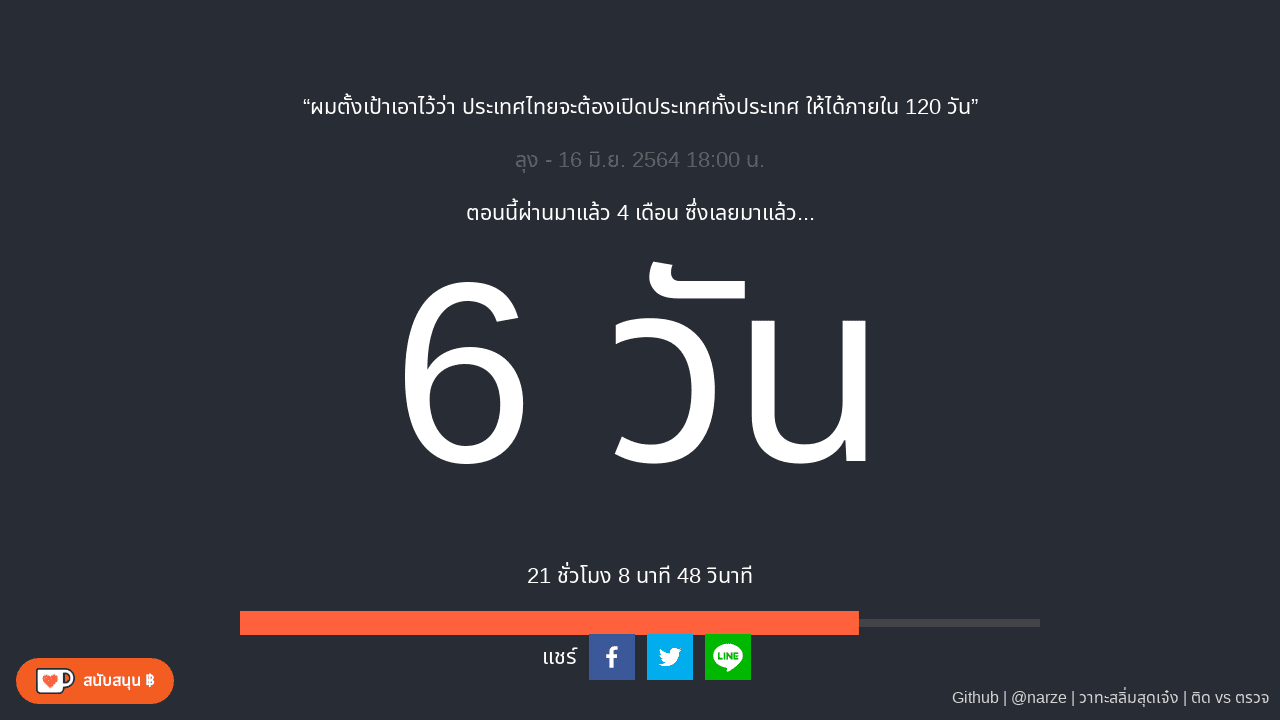 “ผมตั้งเป้าเอาไว้ว่า ประเทศไทยจะต้องเปิดประเทศทั้งประเทศ ให้ได้ภายใน 120 วัน”
ลุง - 16 มิ.ย. 2564 18:00 น.
ตอนนี้ผ่านมาแล้ว 4 เดือน ซึ่งเลยมาแล้ว...
6 วัน
21 ชั่วโมง 8 นาที 48 วินาที
แชร์
LINE
สนับสนุน ฿
Github | @narze | วาทะสลิ่มสุดเจ๋ง | ติด vs ตรวจ